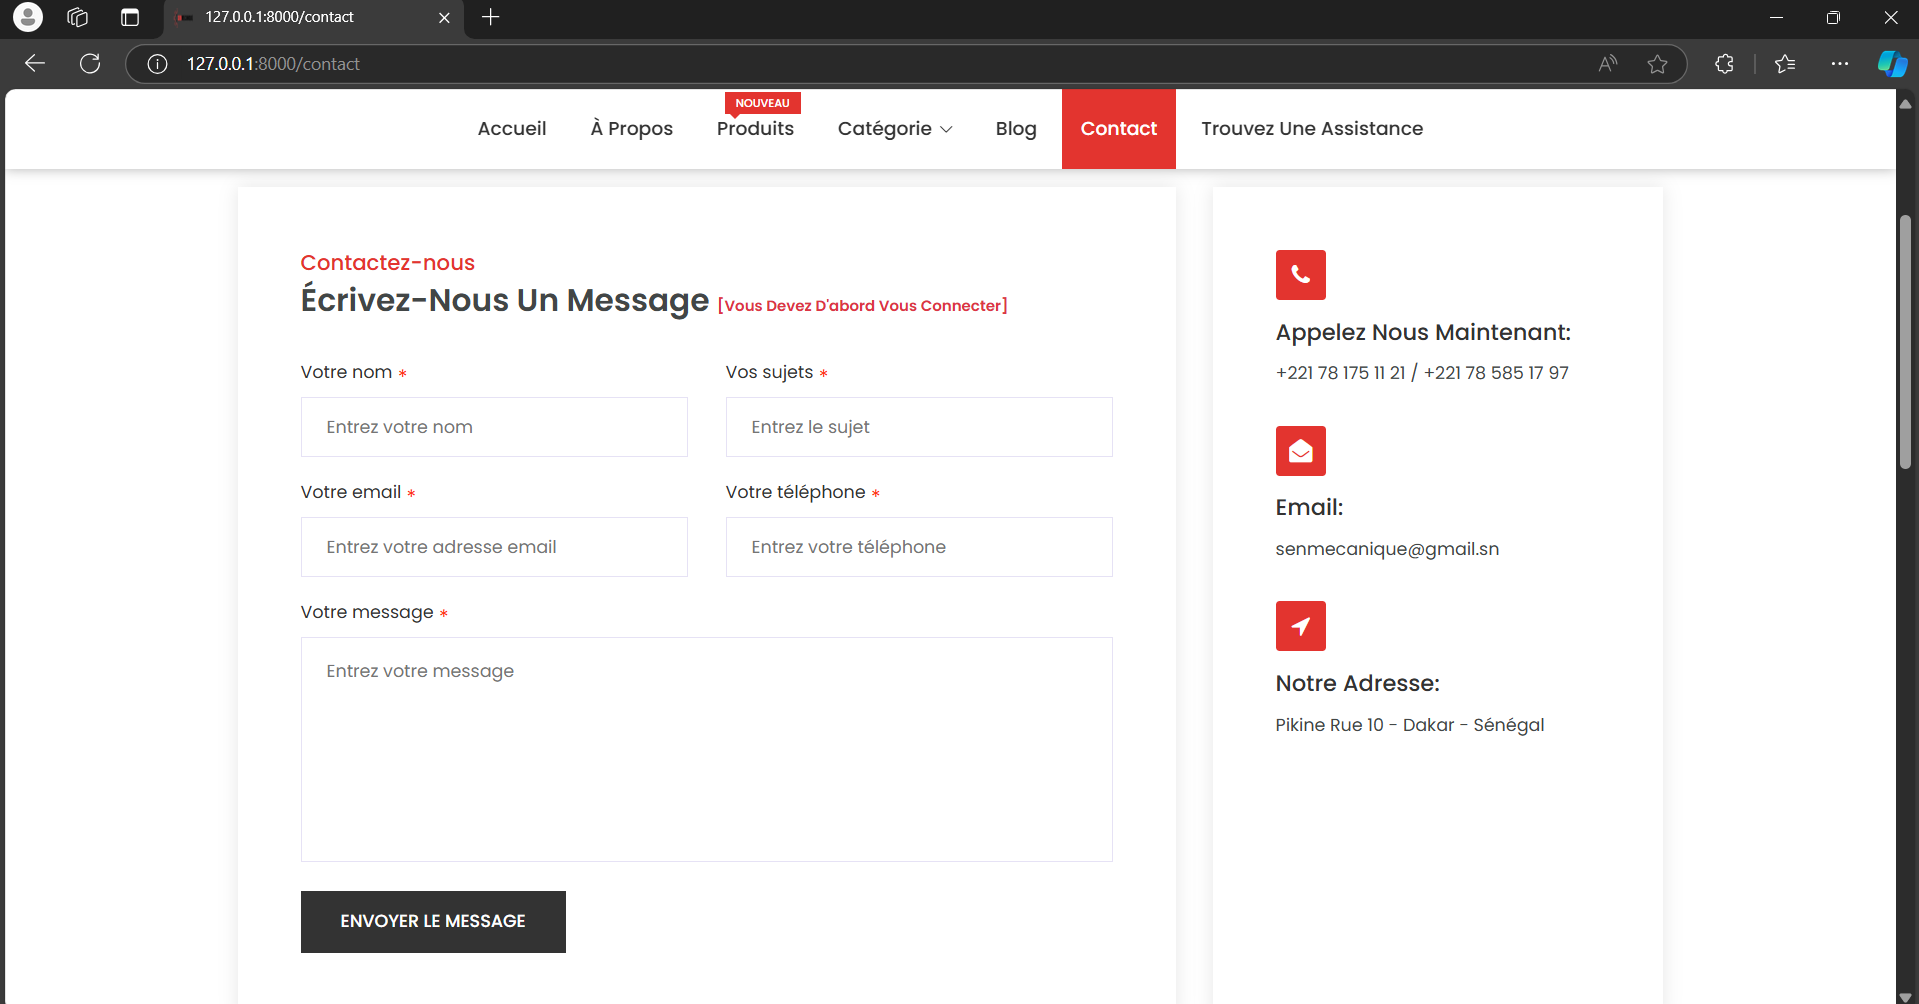 127.0.0.1:8000/contact
127.0.0.1:8000/contact
NOUVEAU
Accueil À Propos Produits Catégorie Blog Contact Trouvez Une Assistance
Contactez-nous
Écrivez-Nous Un Message [Vous Devez D'abord Vous Connecter]
Votre nom *
Vos sujets *
Entrez votre nom
Entrez le sujet
Votre email *
Votre téléphone *
Entrez votre adresse email
Entrez votre téléphone
Votre message *
Entrez votre message
ENVOYER LE MESSAGE
Appelez Nous Maintenant:
+221 78 175 11 21 / +221 78 585 17 97
Email:
senmecanique@gmail.sn
Notre Adresse:
Pikine Rue 10 - Dakar - Sénégal